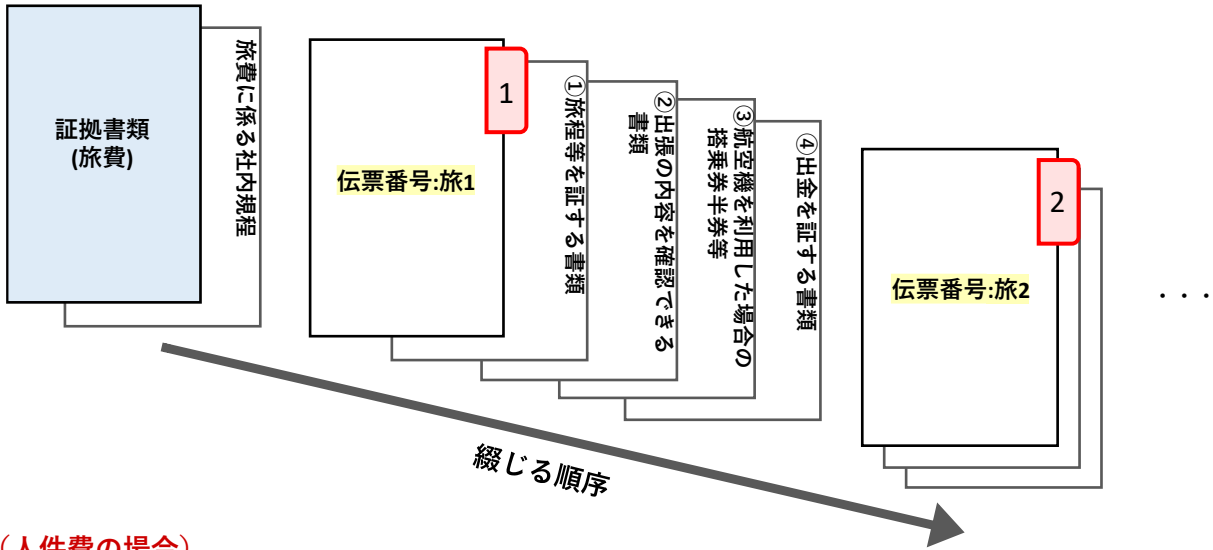 証拠書類
(旅費)
旅費に係る社内規程
1
伝票番号:旅1
①旅程等を証する書類
②出張の内容を確認できる
書類
③航空機を利用した場合の
搭乗券半券等
④出金を証する書類
2
伝票番号:旅2
・・・
綴じる順序
(人件費の場合)